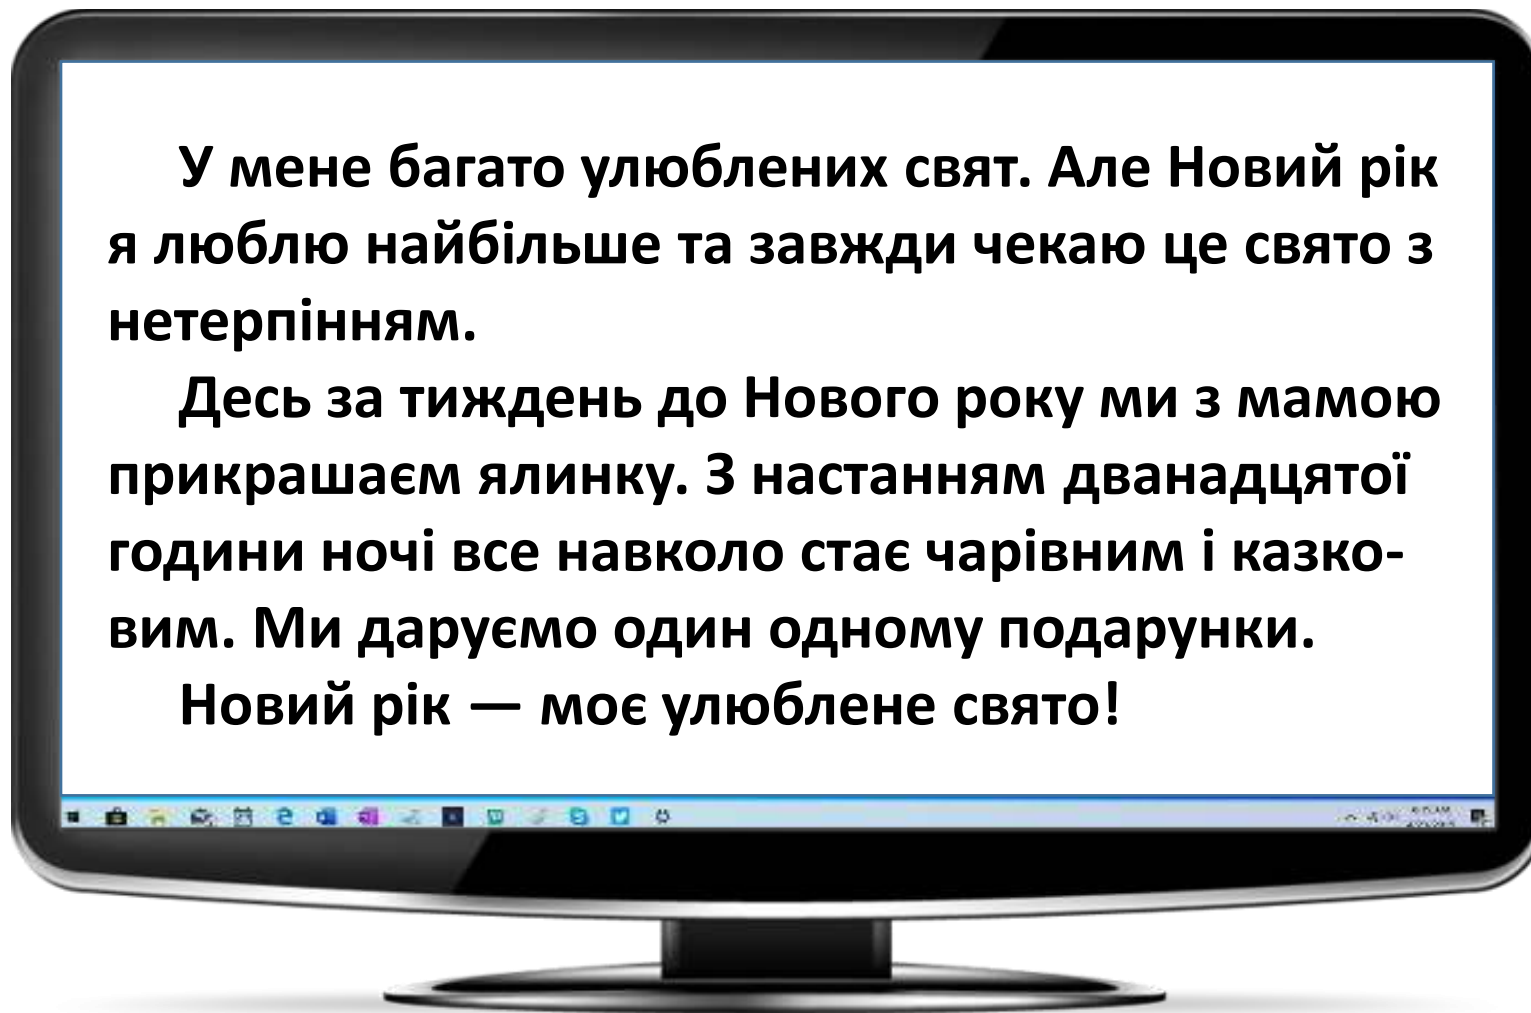 У мене багато улюблених свят. Але Новий рік
я люблю найбільше та завжди чекаю це свято з
нетерпінням.
Десь за тиждень до Нового року ми з мамою
прикрашаєм ялинку. З настанням дванадцятої
години ночі все навколо стає чарівним і казко-
вим. Ми даруємо один одному подарунки.
Новий рік — моє улюблене свято!